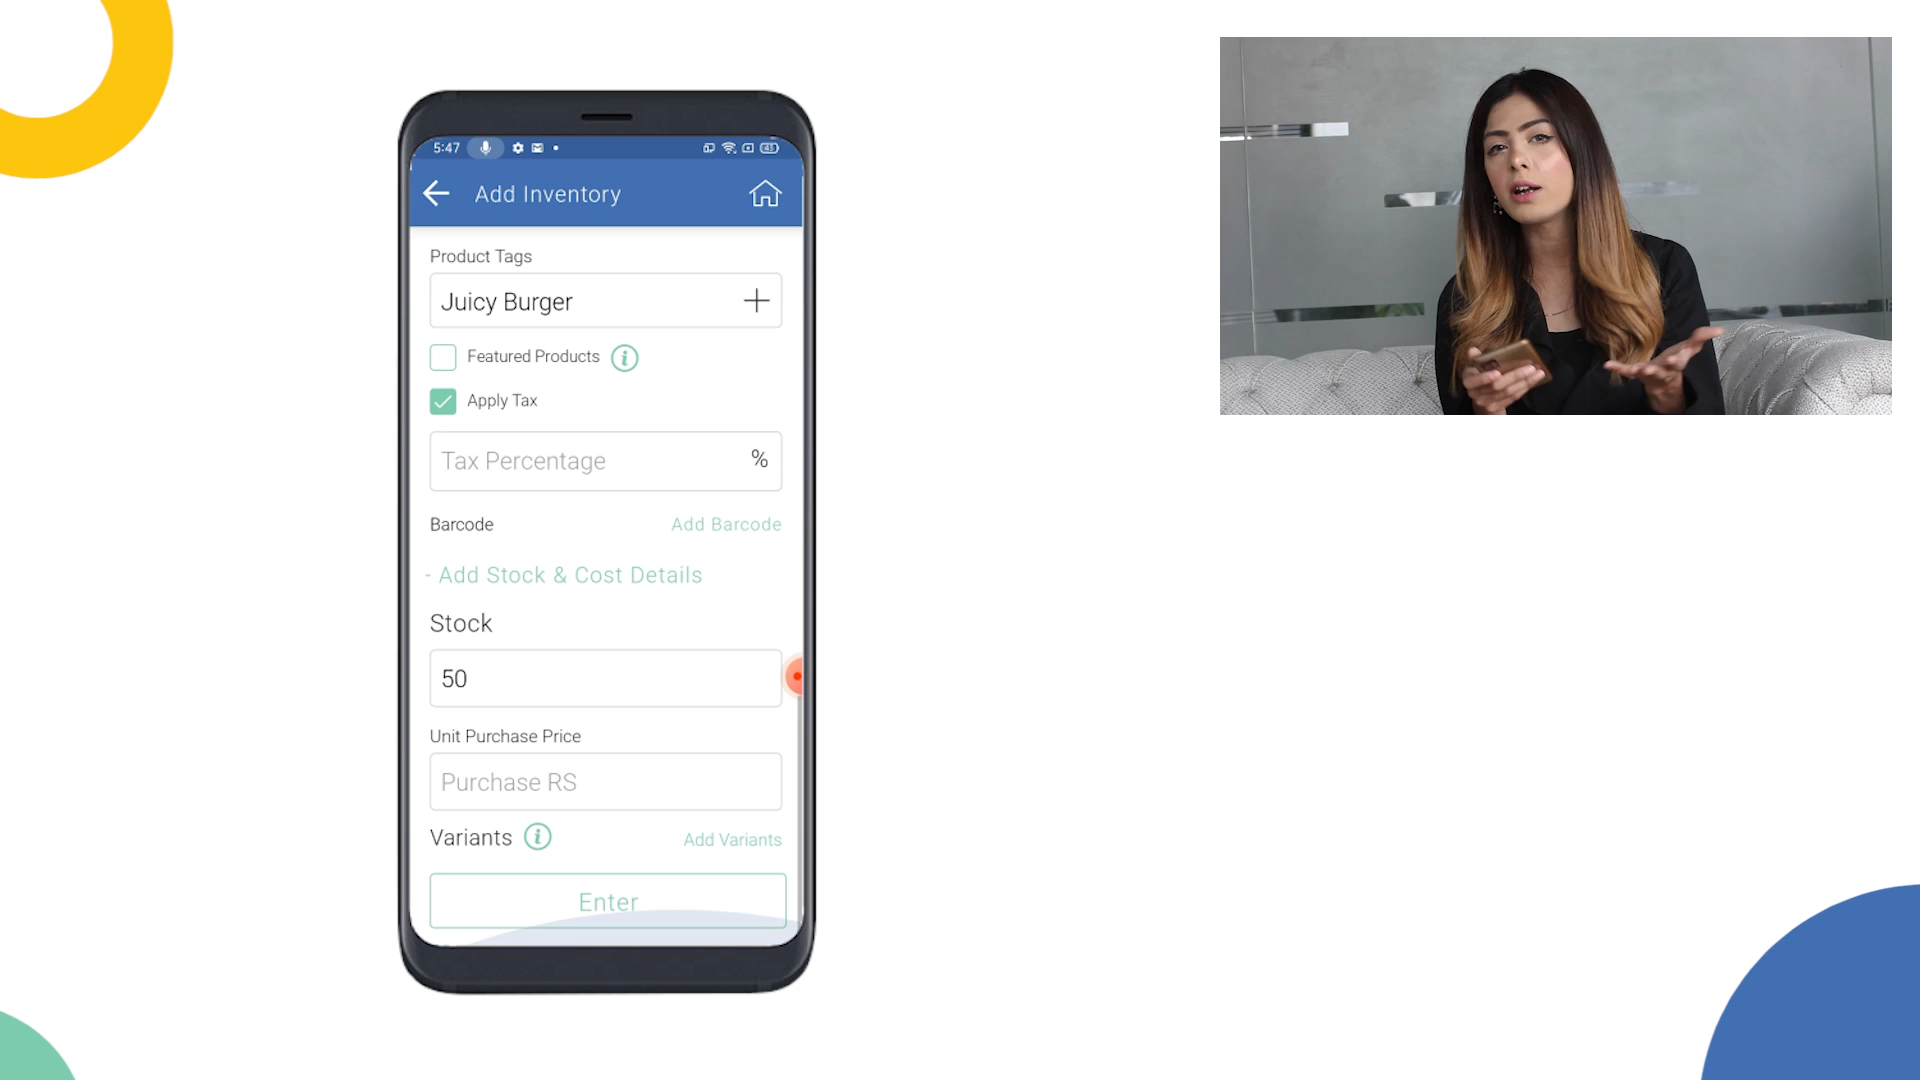 5:47
43
Add Inventory
Product Tags
Juicy Burger
Featured Products
Apply Tax
Tax Percentage %
Barcode Add Barcode
- Add Stock & Cost Details
Stock
50
Unit Purchase Price
Purchase RS
Variants Add Variants
Enter